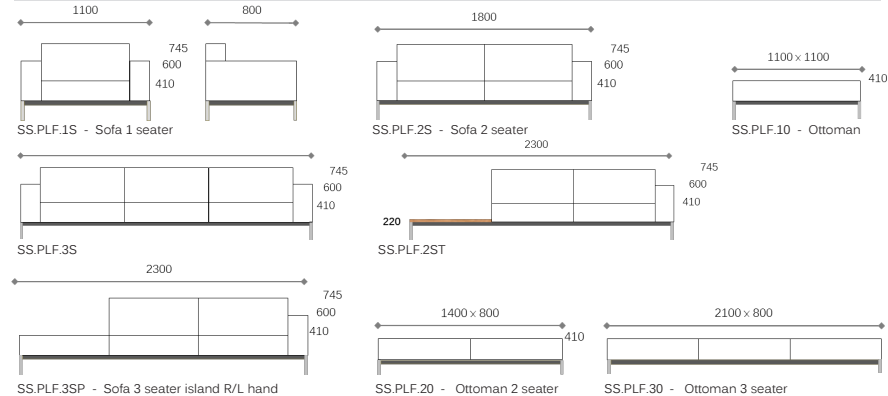 1100
800
745
600
410
SS.PLF.1S - Sofa 1 seater
1800
745
600
410
SS.PLF.2S - Sofa 2 seater
1100 x 1100
410
SS.PLF.10 - Ottoman
745
600
410
SS.PLF.3S
2300
745
600
410
220
SS.PLF.2ST
2300
745
600
410
SS.PLF.3SP - Sofa 3 seater island R/L hand
1400 x 800
410
SS.PLF.20 - Ottoman 2 seater
2100 x 800
SS.PLF.30 - Ottoman 3 seater